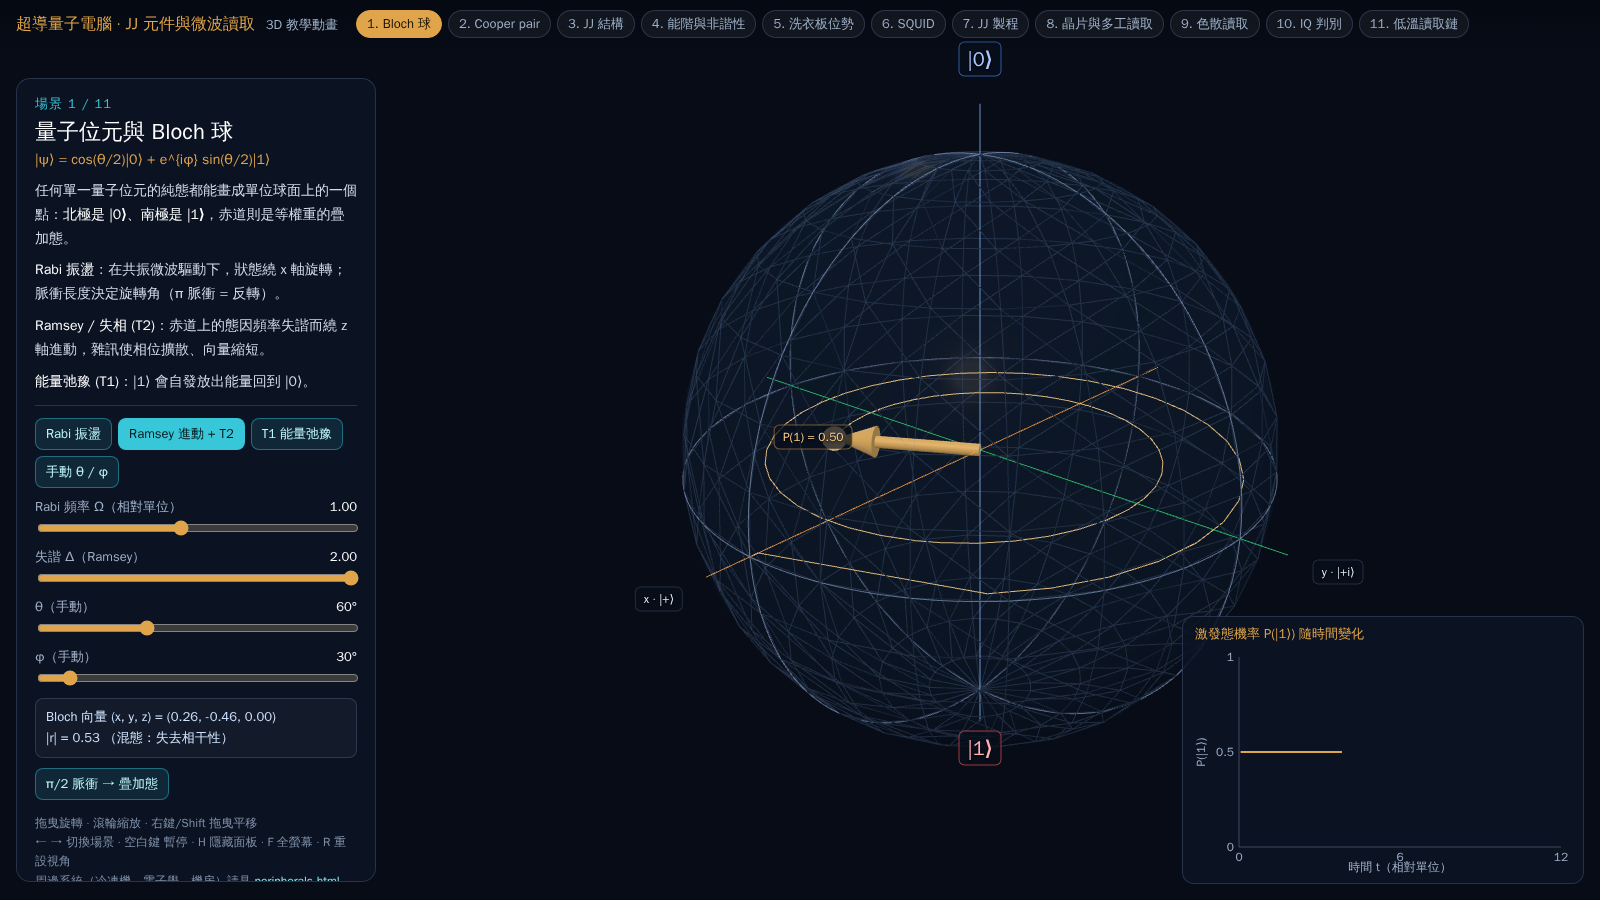 超導量子電腦 · JJ 元件與微波讀取 3D 教學動畫 1. Bloch 球 2. Cooper pair 3. JJ 結構 4. 能階與非諧性 5. 洗衣板位勢 6. SQUID 7. JJ 製程 8. 晶片與多工讀取 9. 色散讀取 10. IQ 判別 11. 低溫讀取鏈
|0⟩
場景 1 / 11
量子位元與 Bloch 球
|ψ⟩ = cos(θ/2)|0⟩ + e^{iφ} sin(θ/2)|1⟩
任何單一量子位元的純態都能畫成單位球面上的一個
點：北極是 |0⟩、南極是 |1⟩，赤道則是等權重的疊
加態。
Rabi 振盪：在共振微波驅動下，狀態繞 x 軸旋轉；
脈衝長度決定旋轉角（π 脈衝 = 反轉）。
Ramsey / 失相 (T2)：赤道上的態因頻率失諧而繞 z
軸進動，雜訊使相位擴散、向量縮短。
能量弛豫 (T1)：|1⟩ 會自發放出能量回到 |0⟩。
Rabi 振盪 Ramsey 進動 + T2 T1 能量弛豫
手動 θ / φ
Rabi 頻率 Ω（相對單位） 1.00
失諧 Δ（Ramsey） 2.00
θ（手動） 60°
φ（手動） 30°
Bloch 向量 (x, y, z) = (0.26, -0.46, 0.00)
|r| = 0.53 （混態：失去相干性）
π/2 脈衝 → 疊加態
拖曳旋轉 · 滾輪縮放 · 右鍵/Shift 拖曳平移
← → 切換場景 · 空白鍵 暫停 · H 隱藏面板 · F 全螢幕 · R 重
設視角
周邊系統（冷凍機、電子學、機房）請見 peripherals.html
P(1) = 0.50
x · |+⟩
y · |+i⟩
|1⟩
激發態機率 P(|1⟩) 隨時間變化
1
P(|1⟩)
0.5
0
0 6 12
時間 t（相對單位）